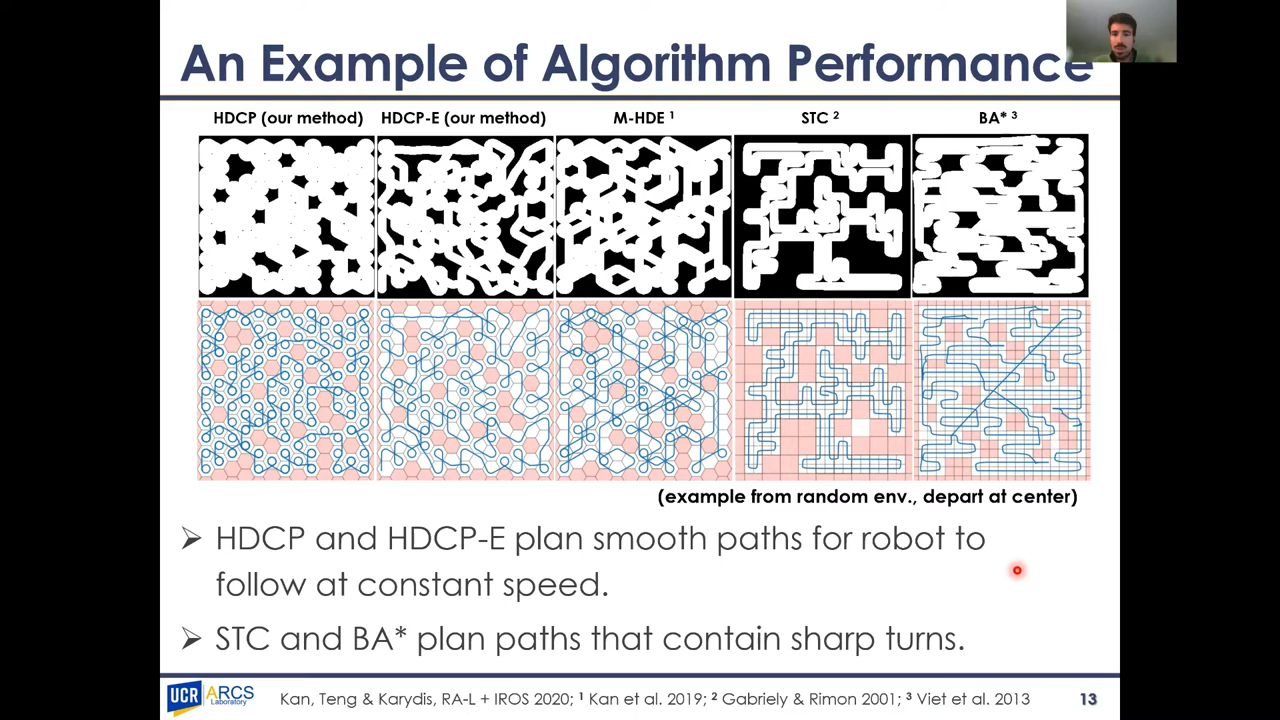 An Example of Algorithm Performance
HDCP (our method) HDCP-E (our method) M-HDE ¹ STC ² BA* ³
(example from random env., depart at center)
➢ HDCP and HDCP-E plan smooth paths for robot to
follow at constant speed.
➢ STC and BA* plan paths that contain sharp turns.
UCR ARCS Laboratory Kan, Teng & Karydis, RA-L + IROS 2020; ¹ Kan et al. 2019; ² Gabriely & Rimon 2001; ³ Viet et al. 2013 13